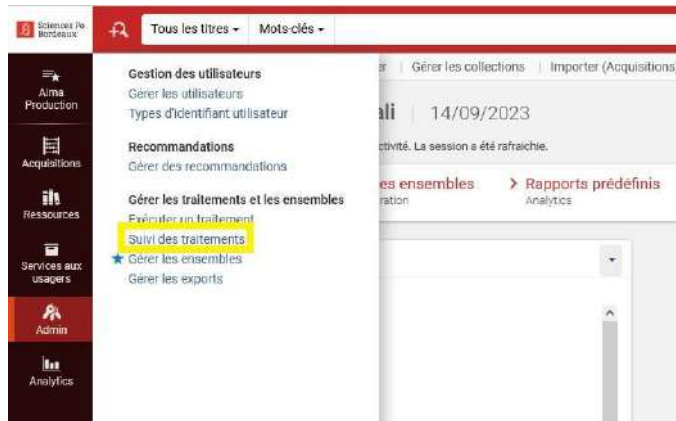 Sciences Po
Bordeaux
Tous les titres
Mots-clés
Alma
Production
Acquisitions
Ressources
Services aux
usagers
Admin
Analytics
Gestion des utilisateurs
Gérer les utilisateurs
Types d'identifiant utilisateur
Recommandations
Gérer des recommandations
Gérer les traitements et les ensembles
Exécuter un traitement
Suivi des traitements
Gérer les ensembles
Gérer les exports
er | Gérer les collections | Importer (Acquisitions)
ali | 14/09/2023
ctivité. La session a été rafraichie.
es ensembles
ration
Rapports prédéfinis
Analytics